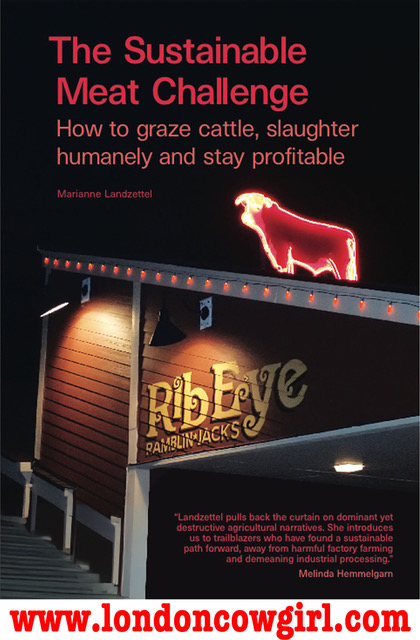 The Sustainable
Meat Challenge
How to graze cattle, slaughter
humanely and stay profitable
Marianne Landzettel
RibEye
RAMBLIN JACK'S
“Landzettel pulls back the curtain on dominant yet
destructive agricultural narratives. She introduces
us to trailblazers who have found a sustainable
path forward, away from harmful factory farming
and demeaning industrial processing.”
Melinda Hemmelgarn
www.londoncowgirl.com